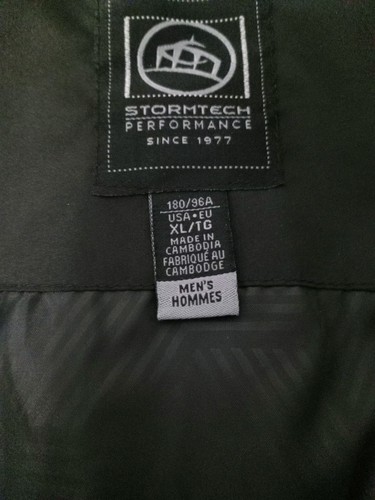 STORMTECH
PERFORMANCE
SINCE 1977
180/96A
USA • EU
XL/TG
MADE IN
CAMBODIA
FABRIQUÉ AU
CAMBODGE
MEN'S
HOMMES